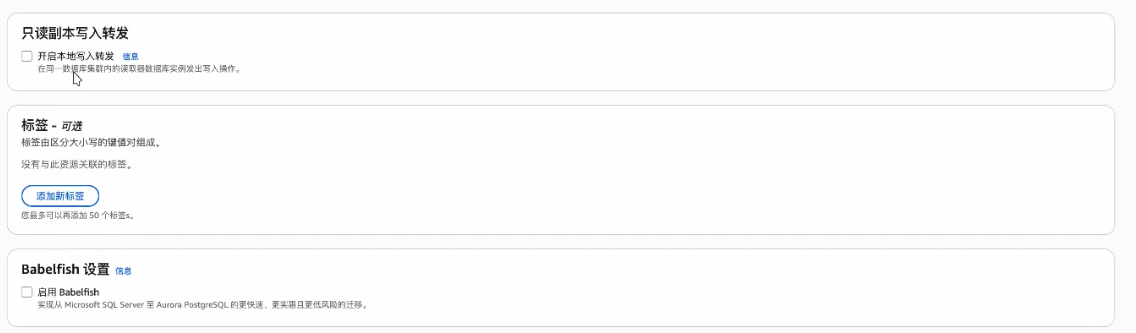 只读副本写入转发
开启本地写入转发 信息
在同一数据库集群内的读取器数据库实例发出写入操作。
标签 - 可选
标签由区分大小写的键值对组成。
没有与此资源关联的标签。
添加新标签
您最多可以再添加 50 个标签s。
Babelfish 设置 信息
启用 Babelfish
实现从 Microsoft SQL Server 至 Aurora PostgreSQL 的更快速、更实惠且更低风险的迁移。